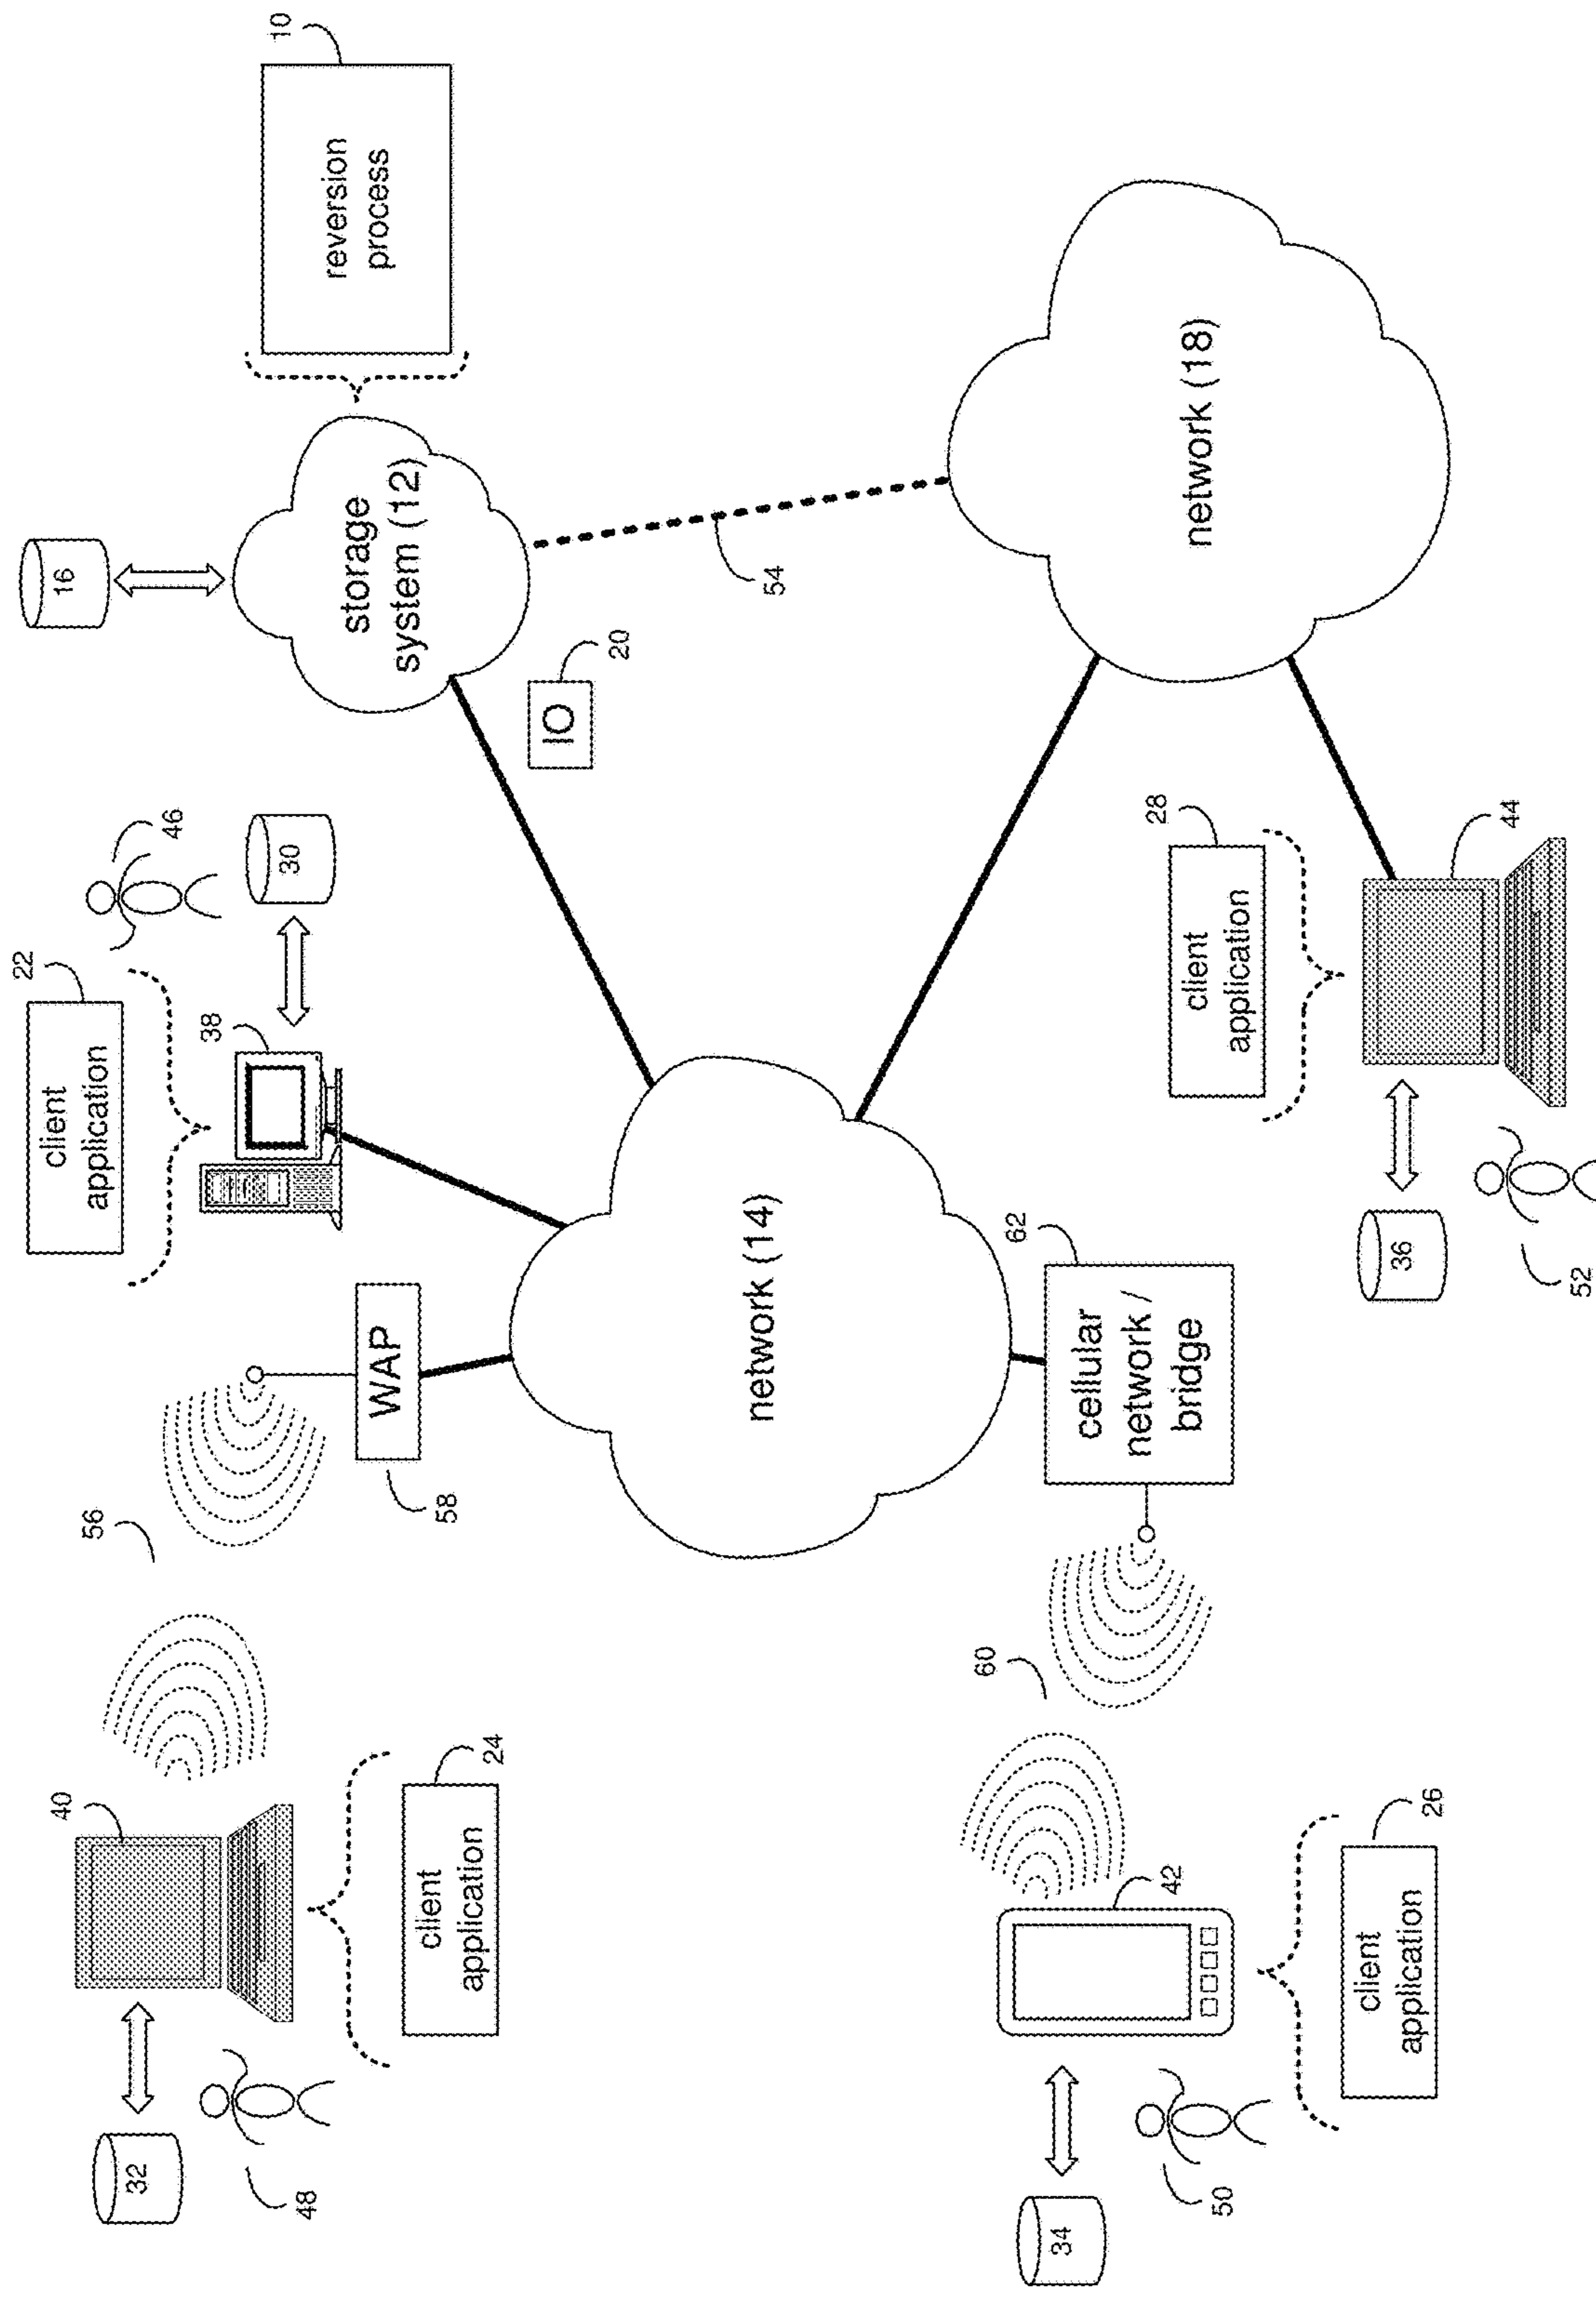 32
40
48
client
application
24
56
WAP
58
client
application
22
38
46
30
16
storage
system (12)
reversion
process
10
IO
20
54
network (14)
network (18)
34
50
42
client
application
26
60
cellular
network /
bridge
62
client
application
28
44
36
52